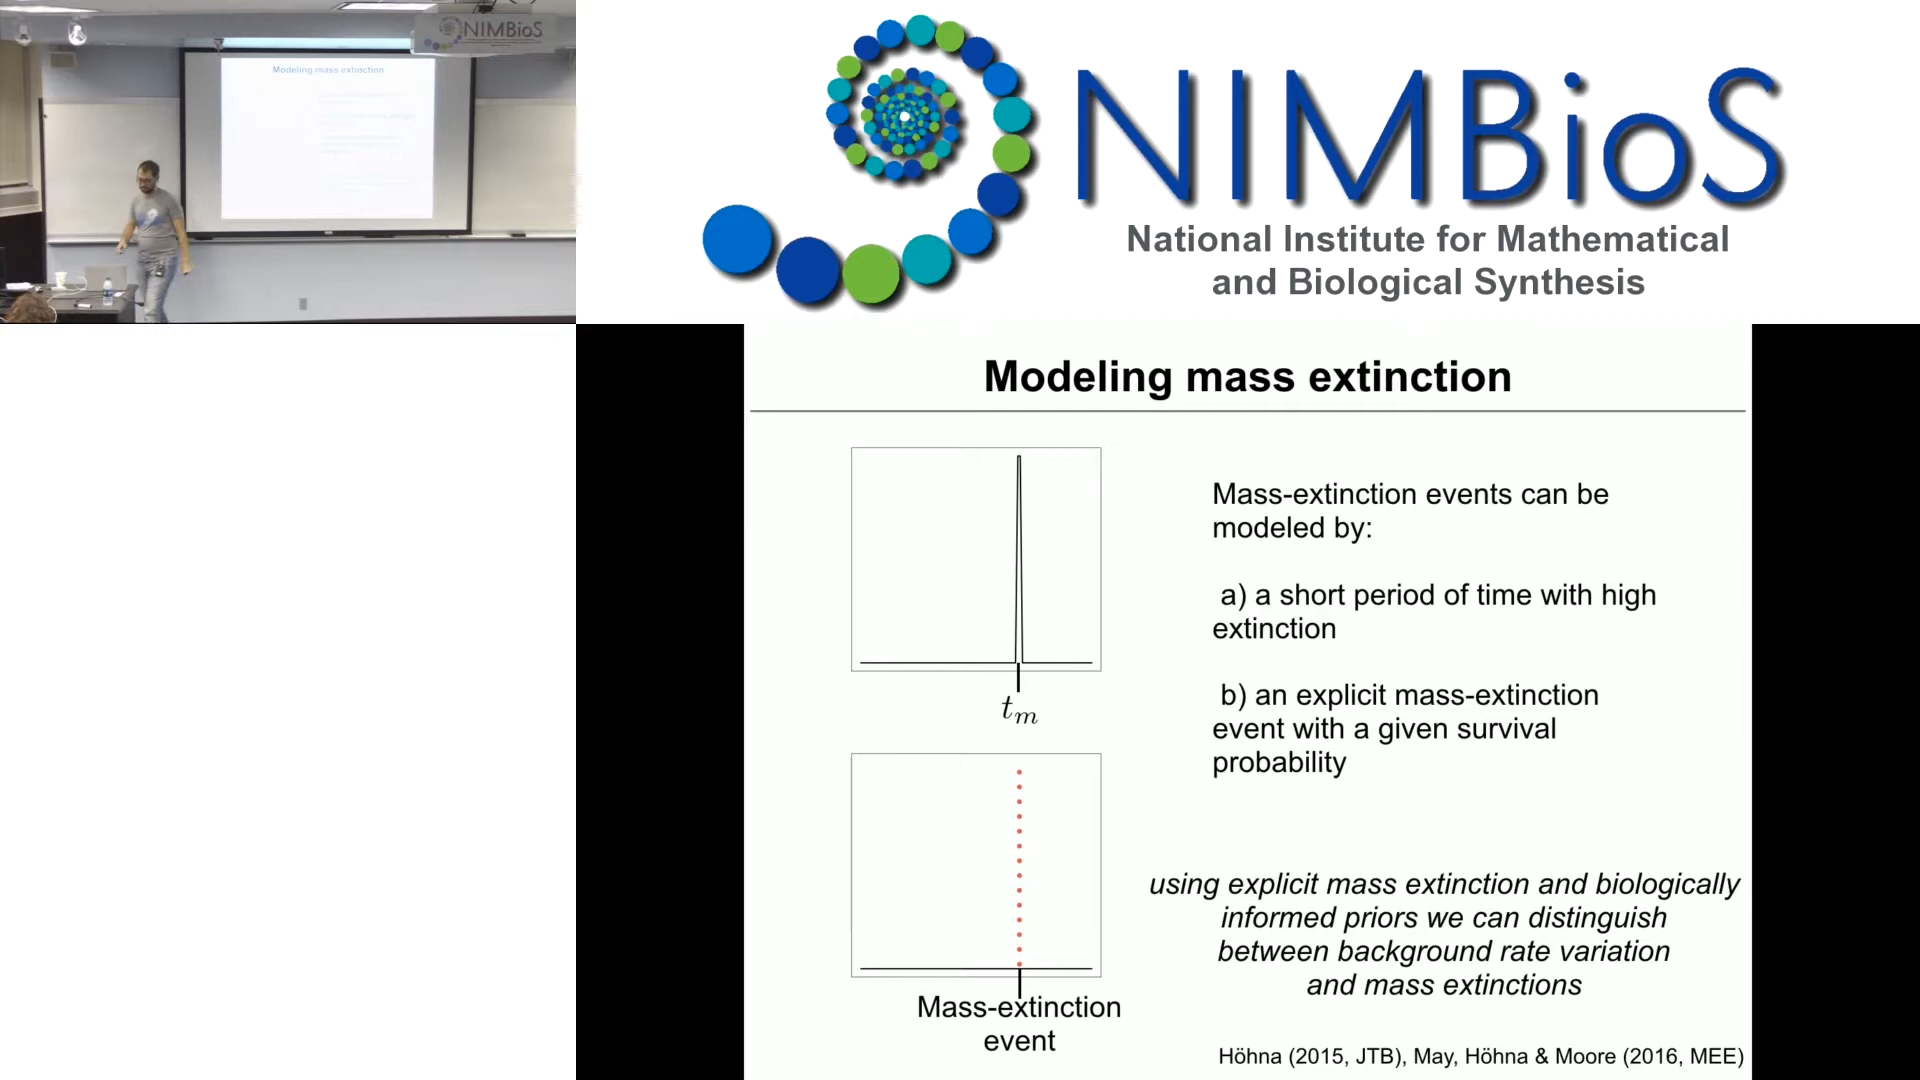 NIMBioS
Modeling mass extinction
NIMBioS
National Institute for Mathematical
and Biological Synthesis
Modeling mass extinction
t_m
Mass-extinction
event
Mass-extinction events can be
modeled by:
a) a short period of time with high
extinction
b) an explicit mass-extinction
event with a given survival
probability
using explicit mass extinction and biologically
informed priors we can distinguish
between background rate variation
and mass extinctions
Höhna (2015, JTB), May, Höhna & Moore (2016, MEE)